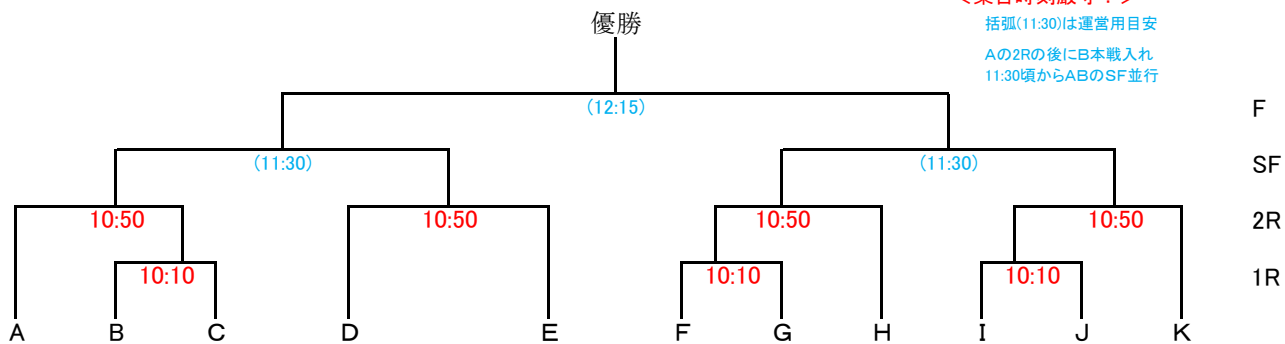 優勝
括弧(11:30)は運営用目安
Aの2Rの後にB本戦入れ
11:30頃からABのSF並行
(12:15)
F
(11:30)
(11:30)
SF
10:50
10:50
10:50
10:50
2R
10:10
10:10
10:10
1R
A
B
C
D
E
F
G
H
I
J
K